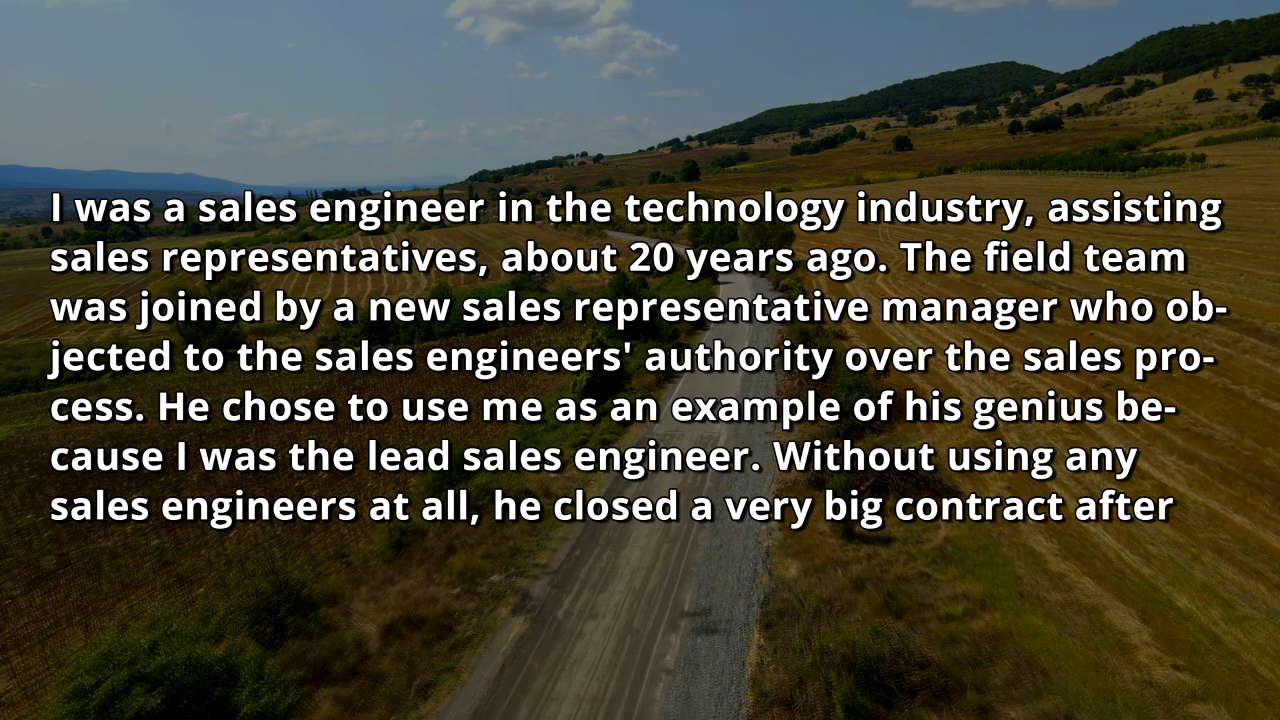 I was a sales engineer in the technology industry, assisting
sales representatives, about 20 years ago. The field team
was joined by a new sales representative manager who ob-
jected to the sales engineers' authority over the sales pro-
cess. He chose to use me as an example of his genius be-
cause I was the lead sales engineer. Without using any
sales engineers at all, he closed a very big contract after